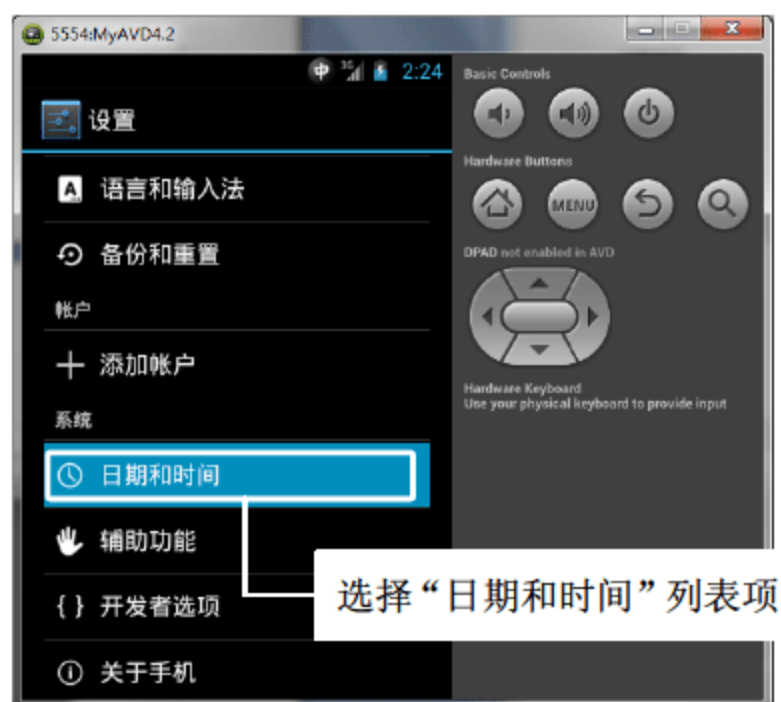 5554:MyAVD4.2
中 3G 2:24
设置
A 语言和输入法
备份和重置
帐户
添加帐户
系统
日期和时间
辅助功能
{ } 开发者选项
关于手机
选择“日期和时间”列表项
Basic Controls
Hardware Buttons
MENU
DPAD not enabled in AVD
Hardware Keyboard
Use your physical keyboard to provide input